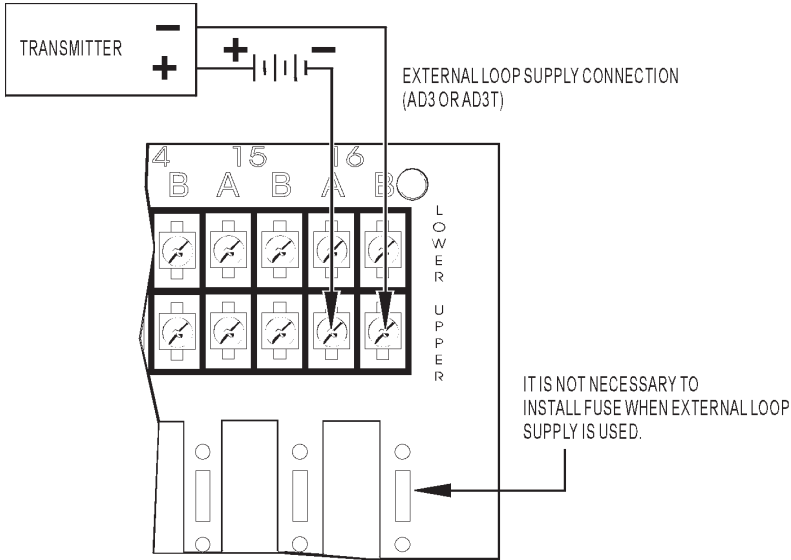 TRANSMITTER
−
+
+
−
EXTERNAL LOOP SUPPLY CONNECTION
(AD3 OR AD3T)
4 15 16
B A B A B
LOWER
UPPER
IT IS NOT NECESSARY TO
INSTALL FUSE WHEN EXTERNAL LOOP
SUPPLY IS USED.